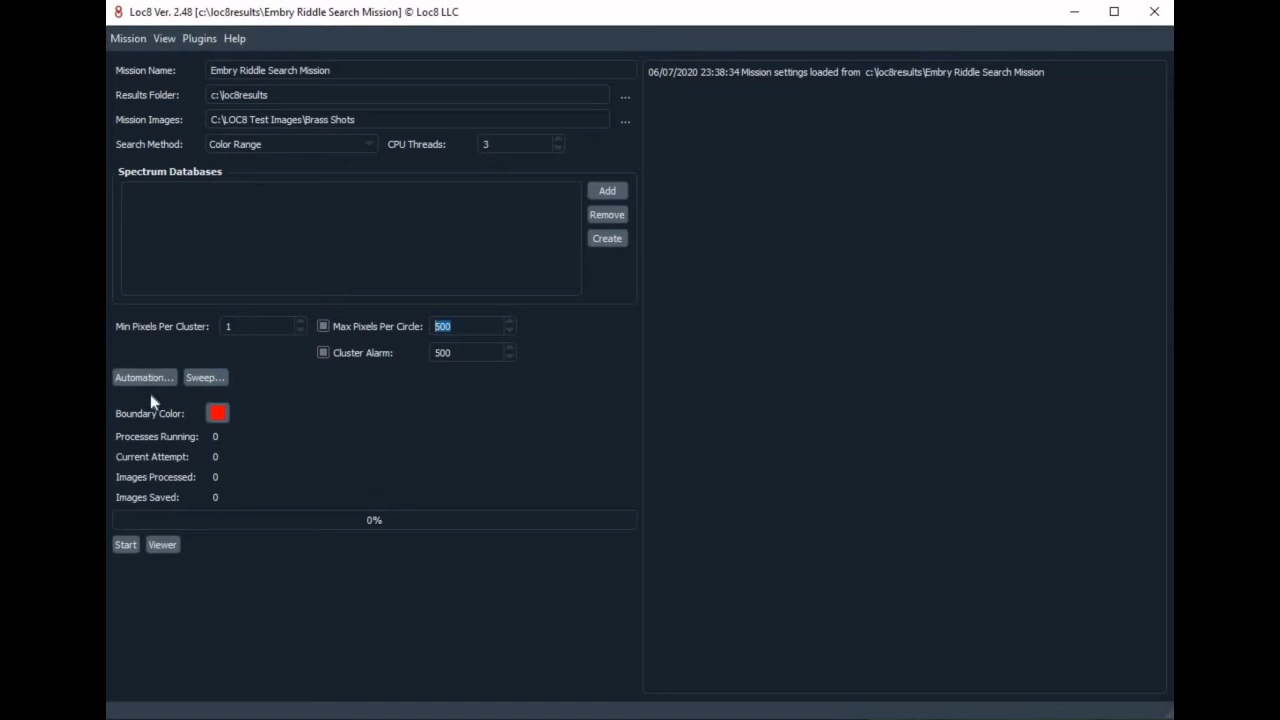 Loc8 Ver. 2.48 [c:\loc8results\Embry Riddle Search Mission] © Loc8 LLC
Mission View Plugins Help
Mission Name: Embry Riddle Search Mission
Results Folder: c:\loc8results ...
Mission Images: C:\LOC8 Test Images\Brass Shots ...
Search Method: Color Range CPU Threads: 3
Spectrum Databases
Add
Remove
Create
Min Pixels Per Cluster: 1 Max Pixels Per Circle: 500
Cluster Alarm: 500
Automation... Sweep...
Boundary Color:
Processes Running: 0
Current Attempt: 0
Images Processed: 0
Images Saved: 0
0%
Start Viewer
06/07/2020 23:38:34 Mission settings loaded from c:\loc8results\Embry Riddle Search Mission